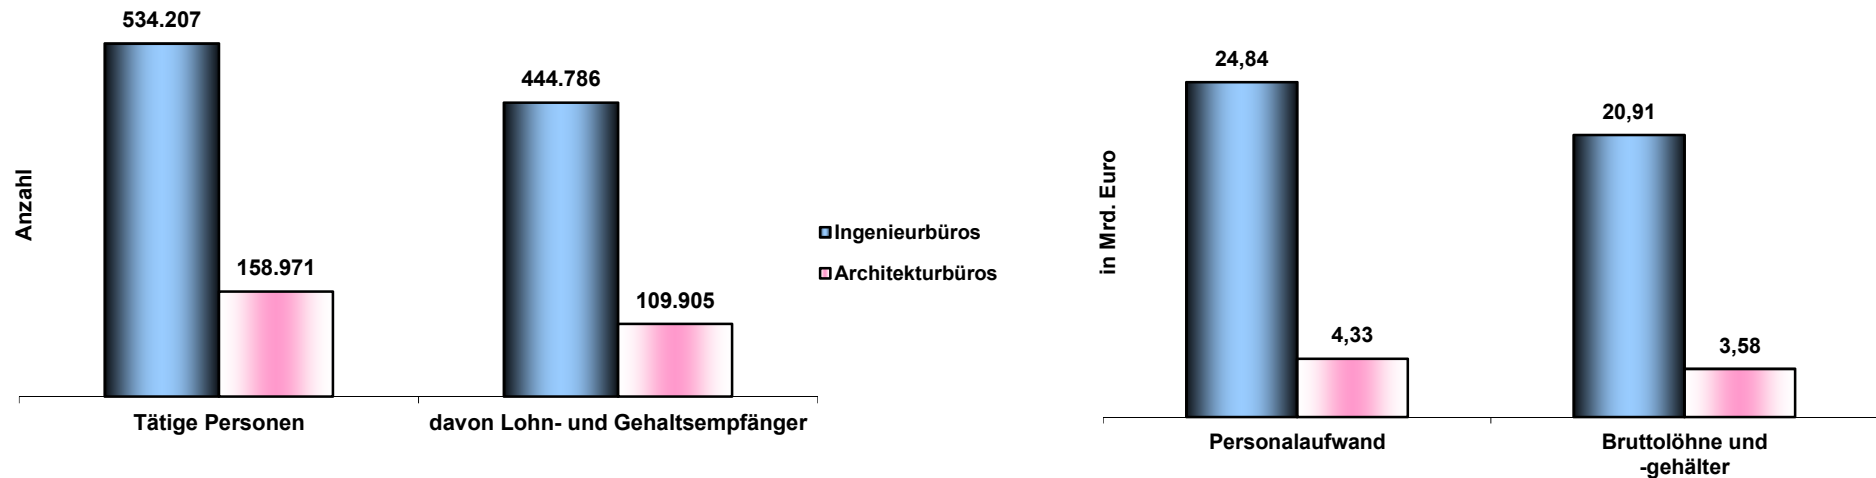 534.207
444.786
158.971
109.905
Anzahl
Tätige Personen
davon Lohn- und Gehaltsempfänger
Ingenieurbüros
Architekturbüros
24,84
20,91
4,33
3,58
in Mrd. Euro
Personalaufwand
Bruttolöhne und
-gehälter